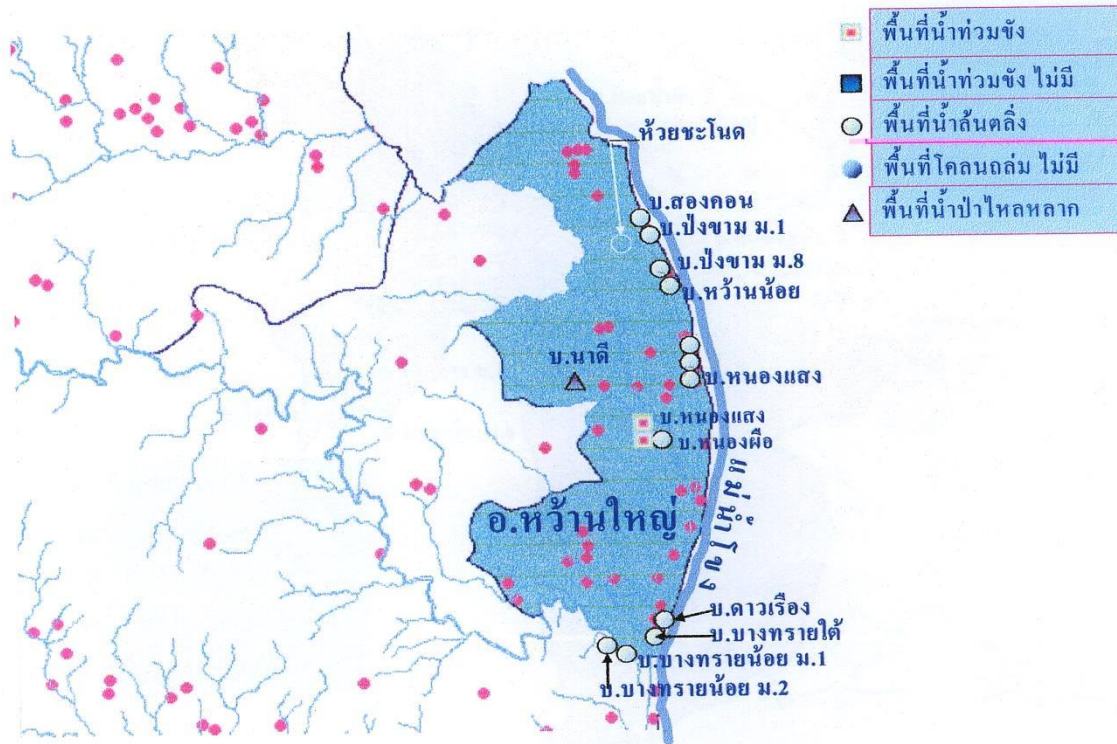 พื้นที่น้ำท่วมขัง
พื้นที่น้ำท่วมขัง ไม่มี
พื้นที่น้ำล้นตลิ่ง
พื้นที่โคลนถล่ม ไม่มี
พื้นที่น้ำป่าไหลหลาก
ห้วยชะโนด
บ.สองคอน
บ.ป่งขาม ม.1
บ.ป่งขาม ม.8
บ.หว้านน้อย
บ.นาดี
บ.หนองแสง
บ.หนองแสง
บ.หนองผือ
แม่น้ำโขง
อ.หว้านใหญ่
บ.ดาวเรือง
บ.บางทรายใต้
บ.บางทรายน้อย ม.1
บ.บางทรายน้อย ม.2